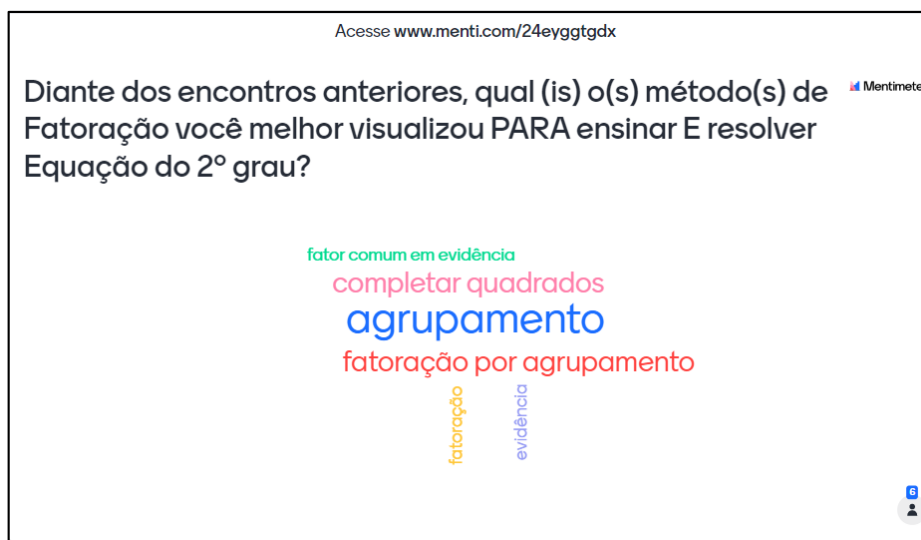 Acesse www.menti.com/24eyggtgdx
Diante dos encontros anteriores, qual (is) o(s) método(s) de
Fatoração você melhor visualizou PARA ensinar E resolver
Equação do 2º grau?
Mentimete
fator comum em evidência
completar quadrados
agrupamento
fatoração por agrupamento
fatoração
evidência
6